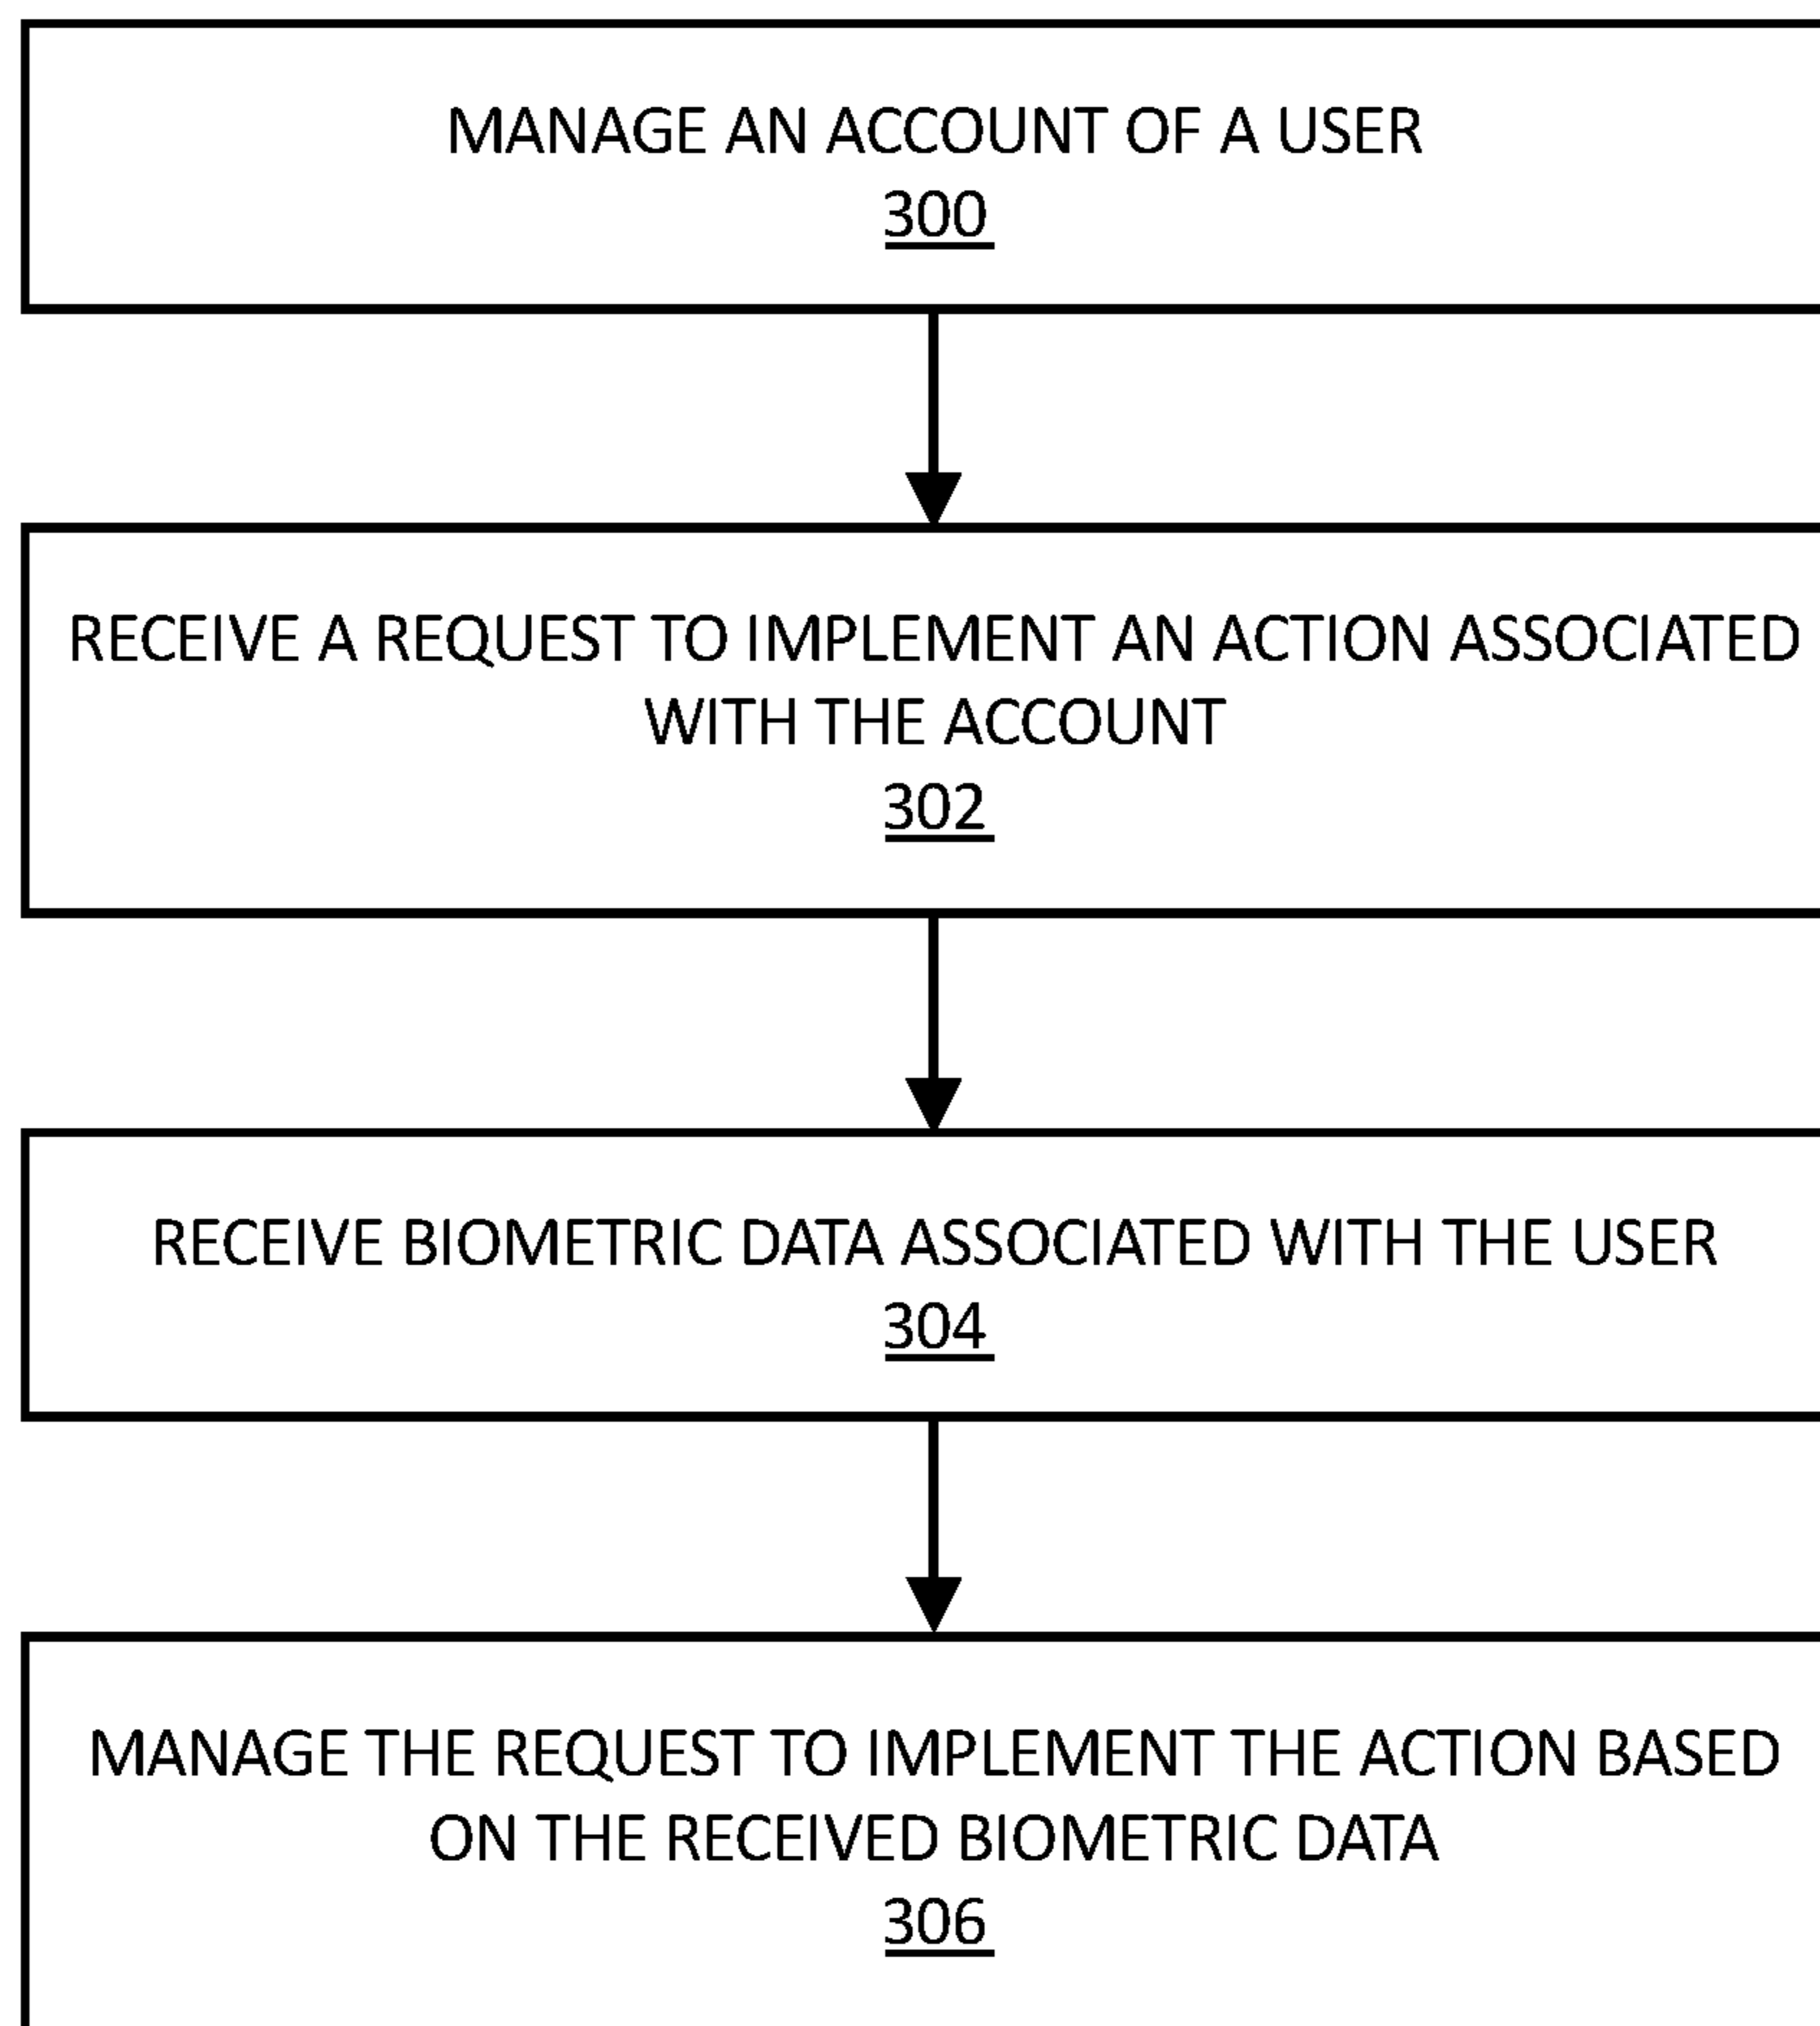 MANAGE AN ACCOUNT OF A USER
300
RECEIVE A REQUEST TO IMPLEMENT AN ACTION ASSOCIATED
WITH THE ACCOUNT
302
RECEIVE BIOMETRIC DATA ASSOCIATED WITH THE USER
304
MANAGE THE REQUEST TO IMPLEMENT THE ACTION BASED
ON THE RECEIVED BIOMETRIC DATA
306